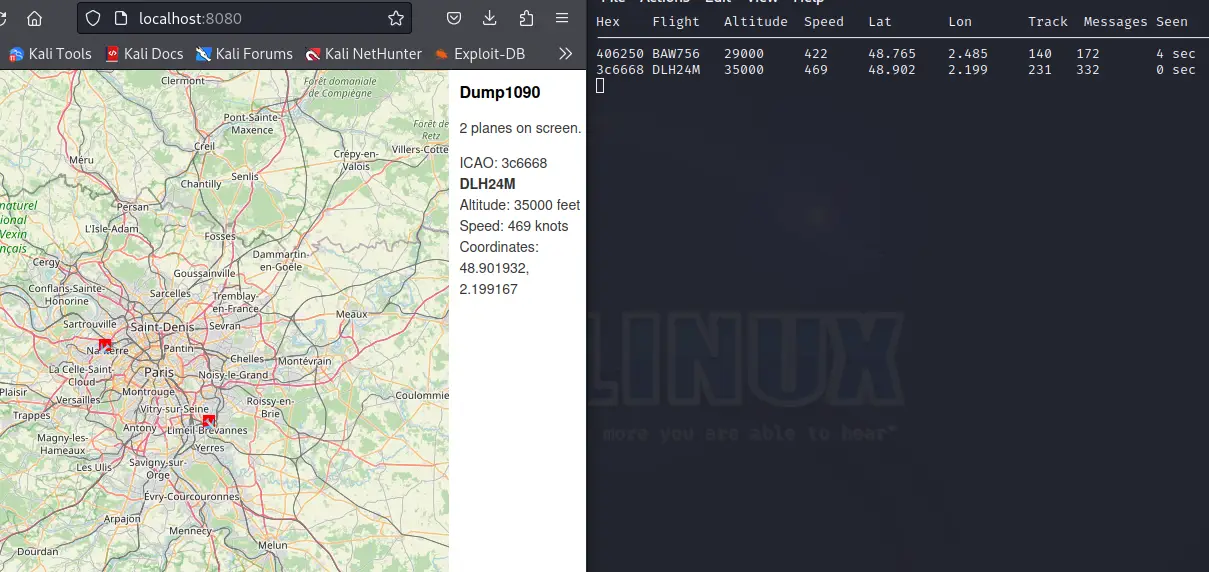 localhost:8080
Kali Tools Kali Docs Kali Forums Kali NetHunter Exploit-DB
Clermont
Forêt domaniale
de Compiègne
Pont-Sainte-
Maxence
Forêt de
Retz
Creil
Méru
Crépy-en-
Valois
Villers-Cotte
Senlis
Chantilly
Persan
naturel
ional
Vexin
nçais
L'Isle-Adam
Fosses
Dammartin-
en-Goële
Cergy
Goussainville
Conflans-Sainte-
Honorine
Sarcelles
Tremblay-
en-France
Meaux
Sartrouville
Saint-Denis
Sevran
Pantin
Chelles
Montévrain
La Celle-Saint-
Cloud
Paris
Noisy-le-Grand
Plaisir
Versailles
Montrouge
Coulommie
Trappes
Vitry-sur-Seine
Roissy-en-
Brie
Antony
Limeil-Brévannes
Magny-les-
Hameaux
Yerres
Les Ulis
Savigny-sur-
Orge
Évry-Courcouronnes
Arpajon
Mennecy
Dourdan
Melun
Dump1090
2 planes on screen.
ICAO: 3c6668
DLH24M
Altitude: 35000 feet
Speed: 469 knots
Coordinates:
48.901932,
2.199167
Hex Flight Altitude Speed Lat Lon Track Messages Seen
406250 BAW756 29000 422 48.765 2.485 140 172 4 sec
3c6668 DLH24M 35000 469 48.902 2.199 231 332 0 sec
LINUX
more you are able to hear"